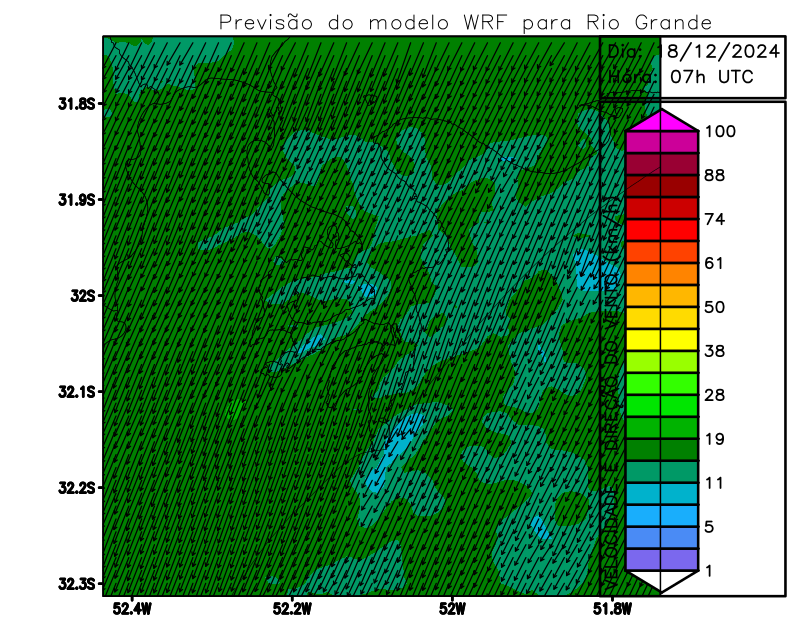 Previsão do modelo WRF para Rio Grande
Dia: 18/12/2024
Hora: 07h UTC
VELOCIDADE E DIREÇÃO DO VENTO (km/h)
100
88
74
61
50
38
28
19
11
5
1
31.8S
31.9S
32S
32.1S
32.2S
32.3S
52.4W
52.2W
52W
51.8W